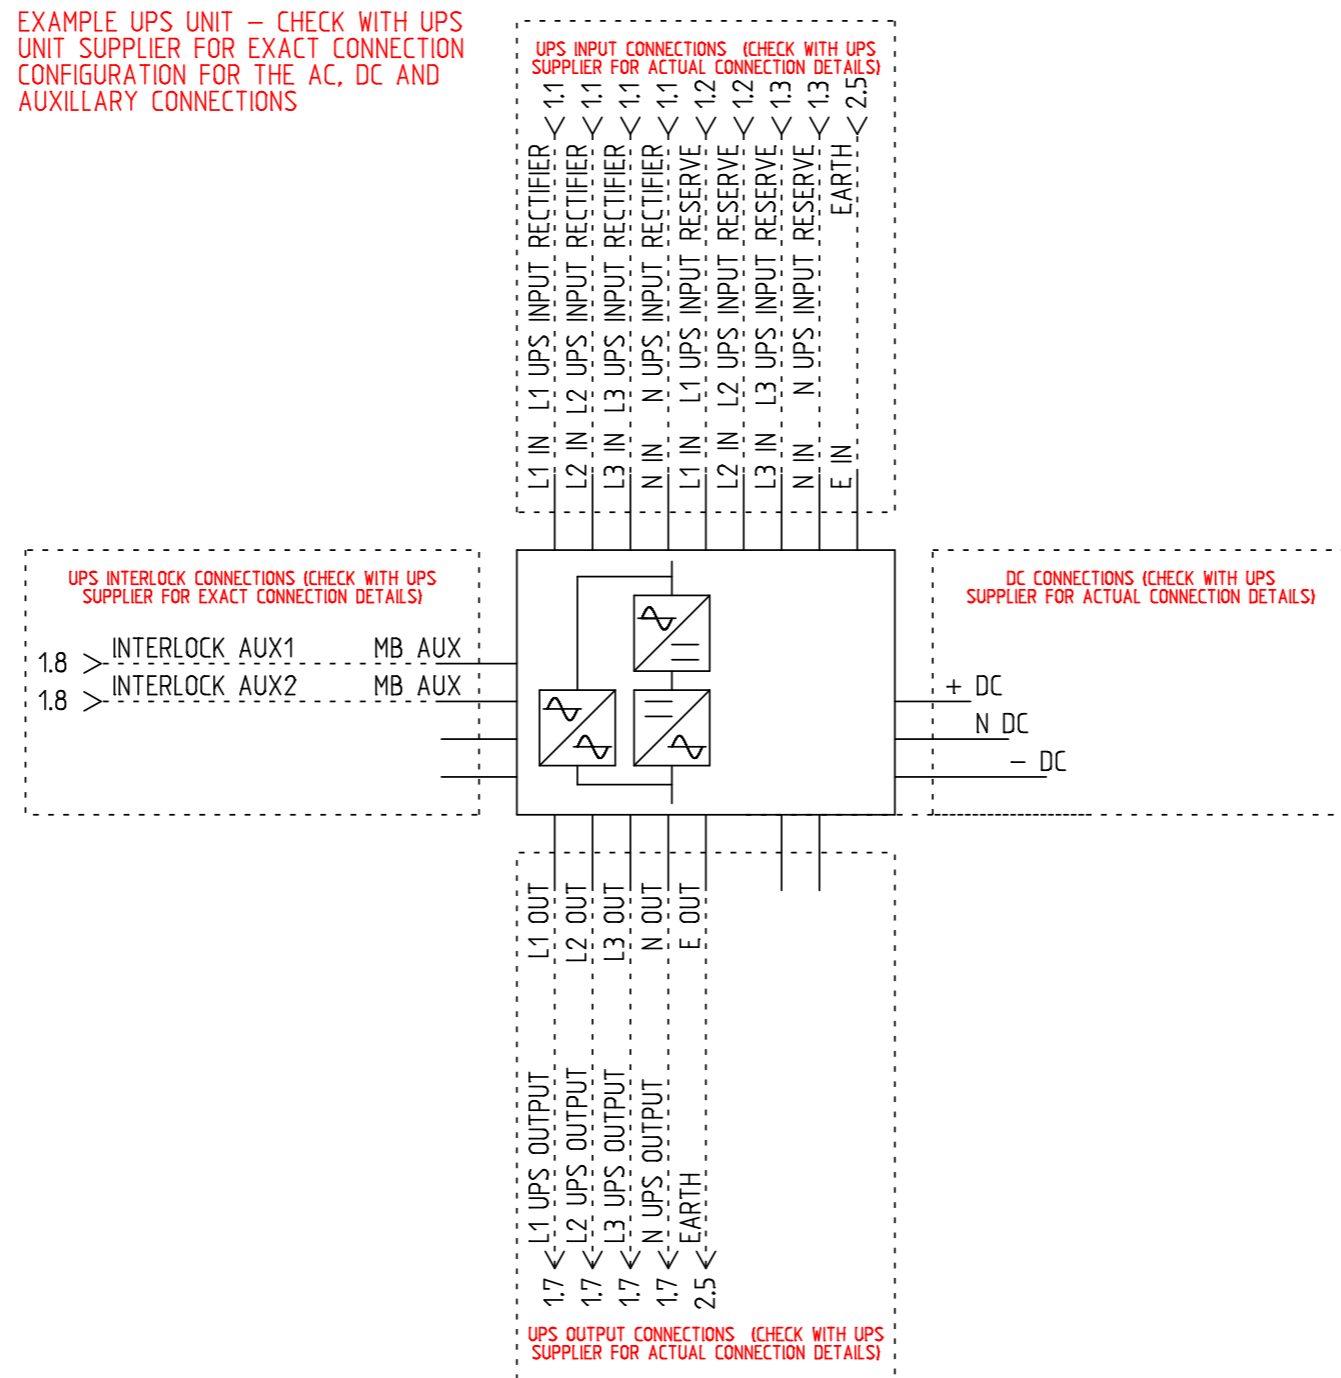 EXAMPLE UPS UNIT – CHECK WITH UPS
UNIT SUPPLIER FOR EXACT CONNECTION
CONFIGURATION FOR THE AC, DC AND
AUXILLARY CONNECTIONS
UPS INPUT CONNECTIONS (CHECK WITH UPS
SUPPLIER FOR ACTUAL CONNECTION DETAILS)
L1 IN L1 UPS INPUT RECTIFIER 1.1
L2 IN L2 UPS INPUT RECTIFIER 1.1
L3 IN L3 UPS INPUT RECTIFIER 1.1
N IN N UPS INPUT RECTIFIER 1.1
L1 IN L1 UPS INPUT RESERVE 1.2
L2 IN L2 UPS INPUT RESERVE 1.2
L3 IN L3 UPS INPUT RESERVE 1.3
N IN N UPS INPUT RESERVE 1.3
E IN EARTH 2.5
UPS INTERLOCK CONNECTIONS (CHECK WITH UPS
SUPPLIER FOR EXACT CONNECTION DETAILS)
1.8 INTERLOCK AUX1 MB AUX
1.8 INTERLOCK AUX2 MB AUX
DC CONNECTIONS (CHECK WITH UPS
SUPPLIER FOR ACTUAL CONNECTION DETAILS)
+ DC
N DC
– DC
1.7 L1 UPS OUTPUT L1 OUT
1.7 L2 UPS OUTPUT L2 OUT
1.7 L3 UPS OUTPUT L3 OUT
1.7 N UPS OUTPUT N OUT
2.5 EARTH E OUT
UPS OUTPUT CONNECTIONS (CHECK WITH UPS
SUPPLIER FOR ACTUAL CONNECTION DETAILS)